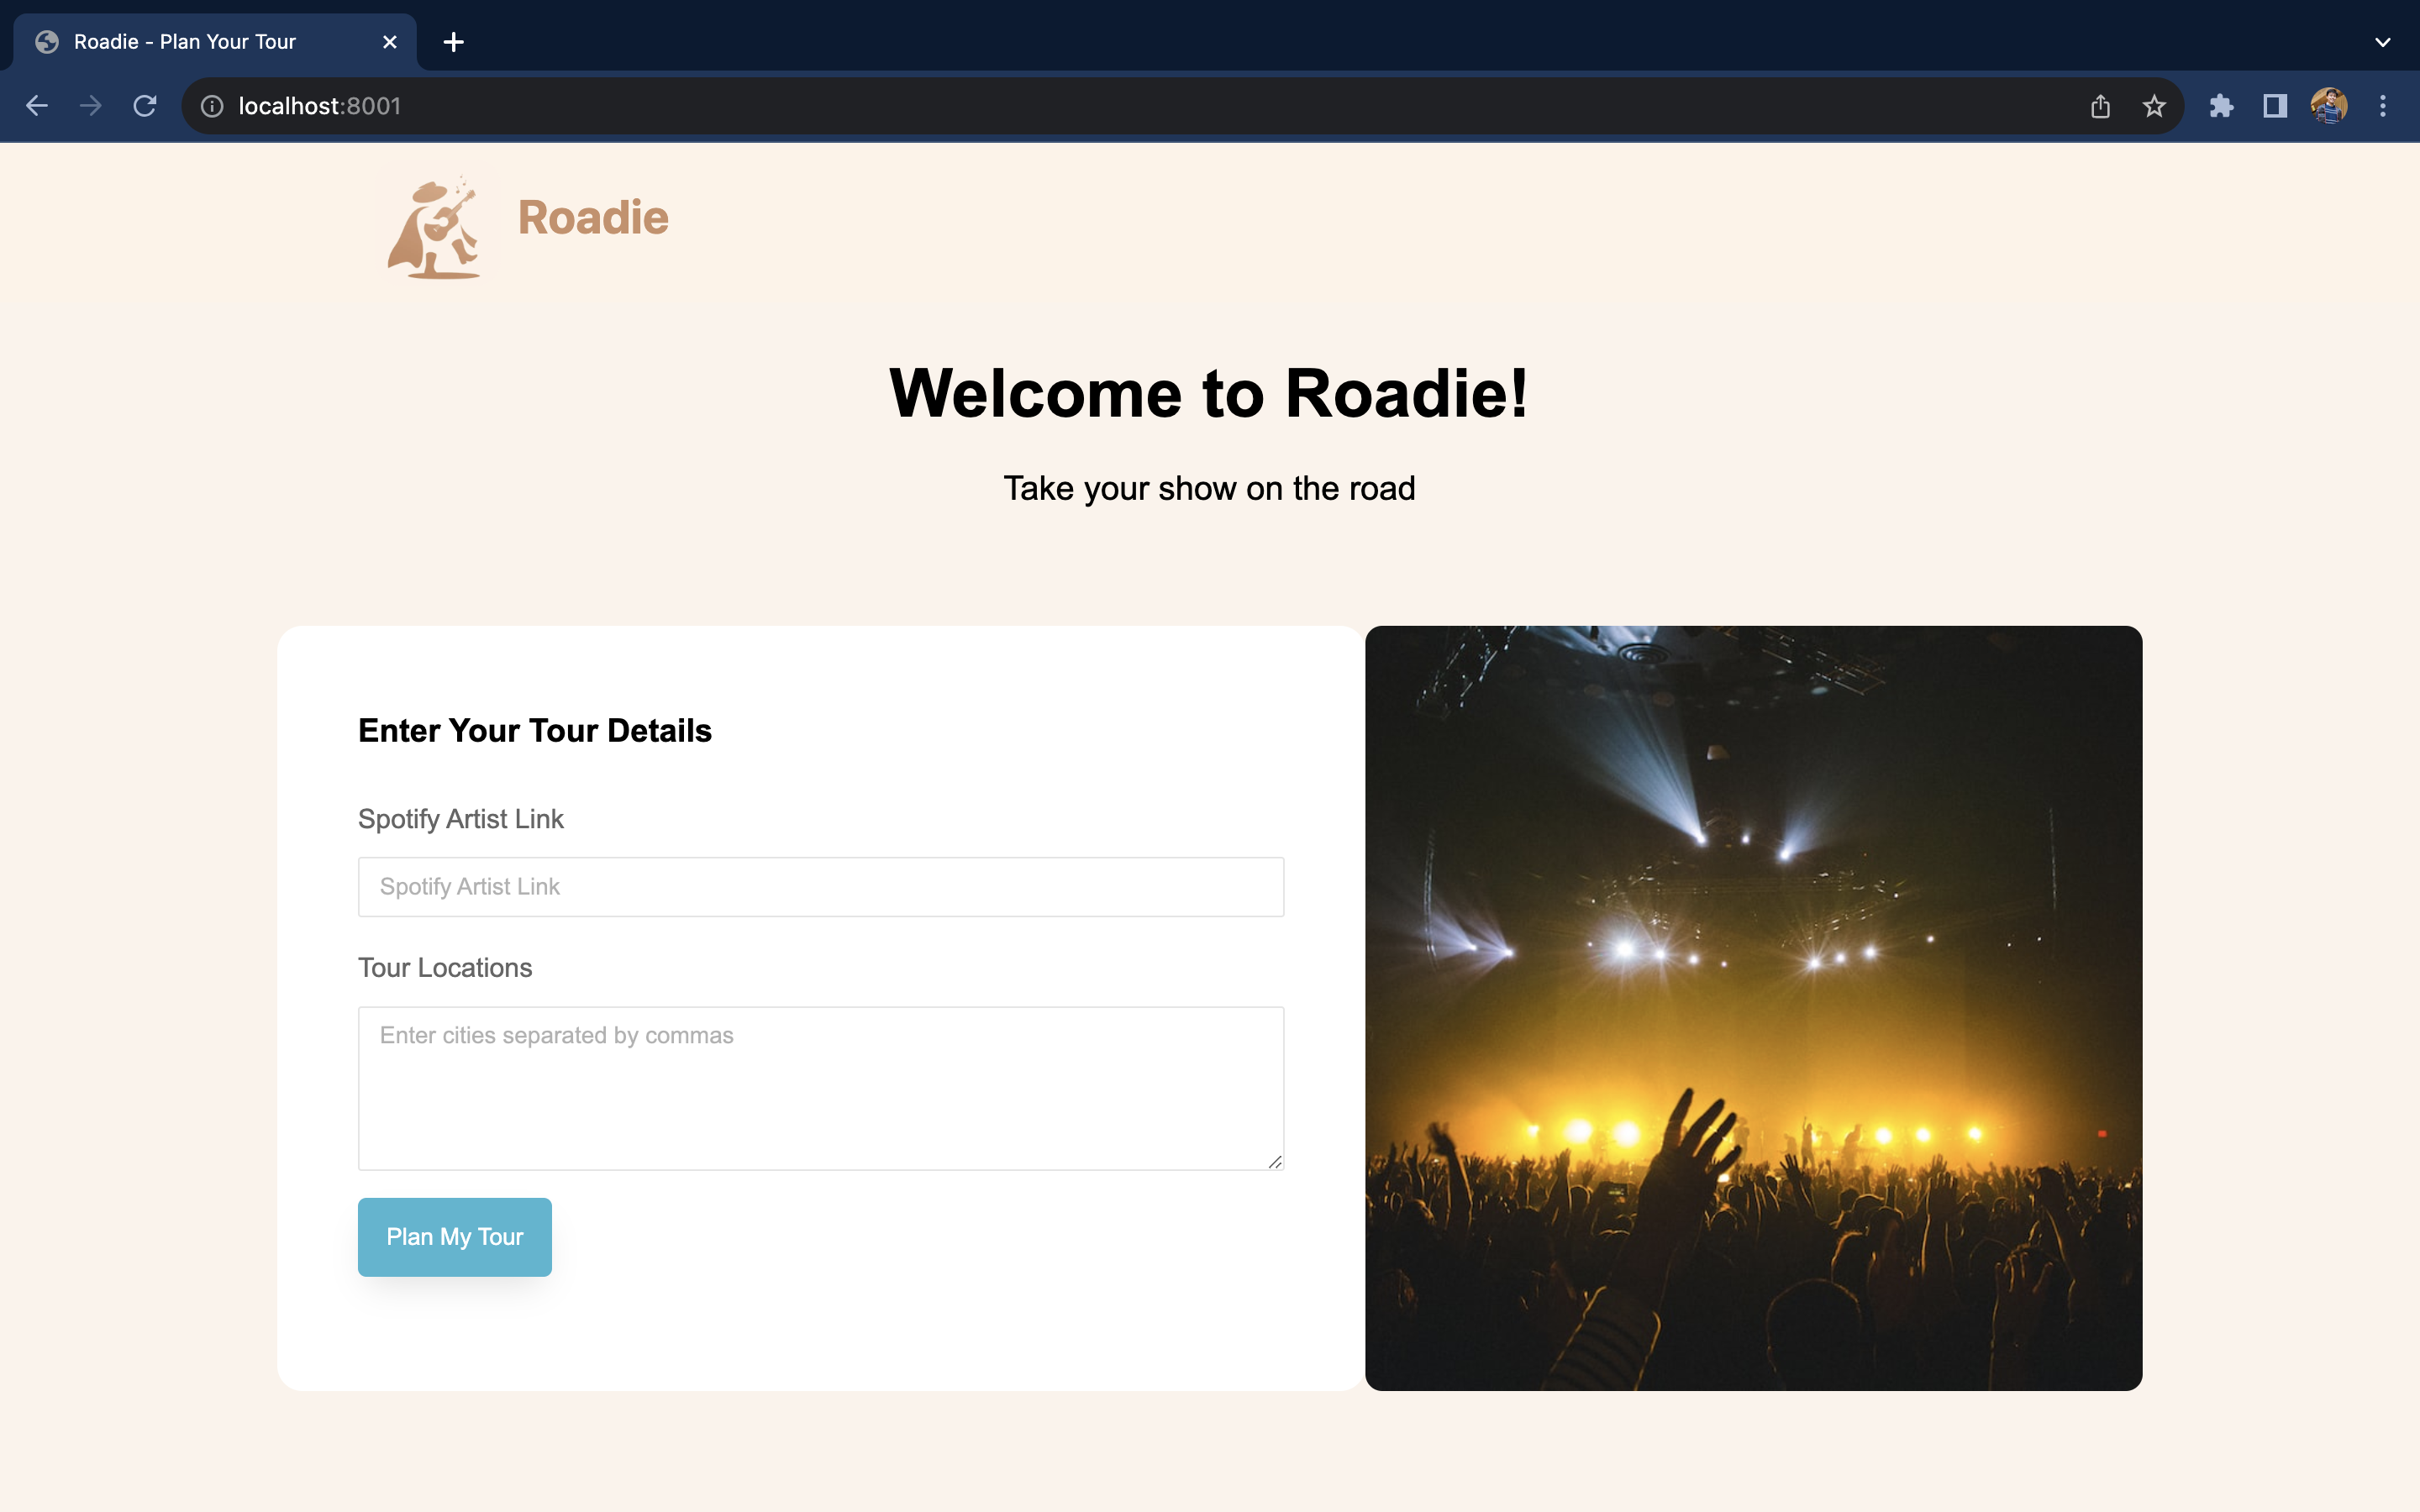 Roadie - Plan Your Tour
localhost:8001
Roadie
Welcome to Roadie!
Take your show on the road
Enter Your Tour Details
Spotify Artist Link
Spotify Artist Link
Tour Locations
Enter cities separated by commas
Plan My Tour